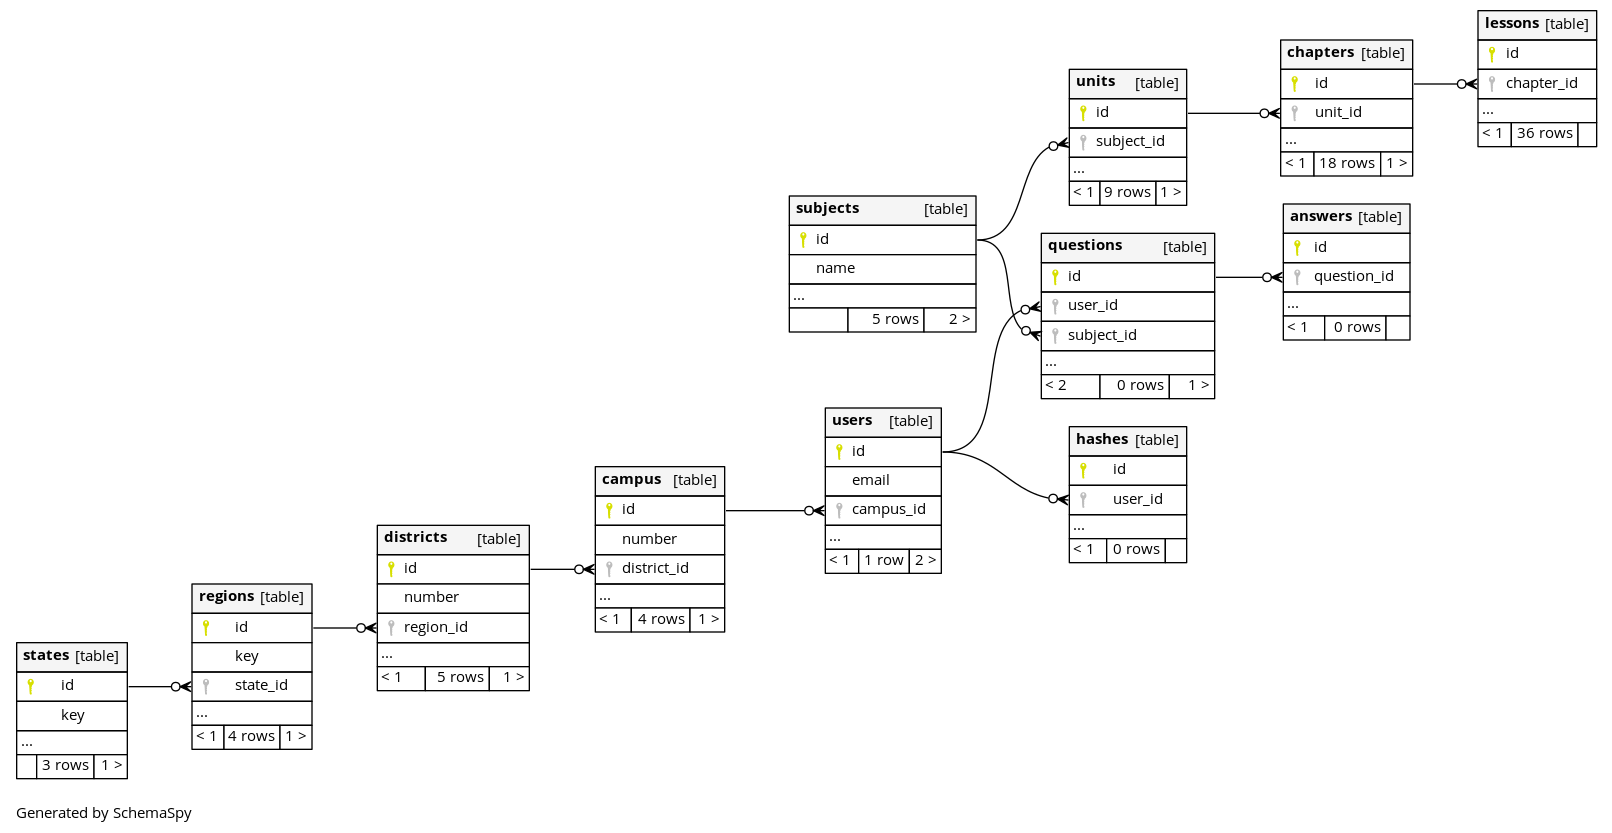 lessons [table]
id
chapter_id
...
< 1 36 rows
chapters [table]
id
unit_id
...
< 1 18 rows 1 >
units [table]
id
subject_id
...
< 1 9 rows 1 >
subjects [table]
id
name
...
5 rows 2 >
answers [table]
id
question_id
...
< 1 0 rows
questions [table]
id
user_id
subject_id
...
< 2 0 rows 1 >
users [table]
id
email
campus_id
...
< 1 1 row 2 >
hashes [table]
id
user_id
...
< 1 0 rows
campus [table]
id
number
district_id
...
< 1 4 rows 1 >
districts [table]
id
number
region_id
...
< 1 5 rows 1 >
regions [table]
id
key
state_id
...
< 1 4 rows 1 >
states [table]
id
key
...
3 rows 1 >
Generated by SchemaSpy